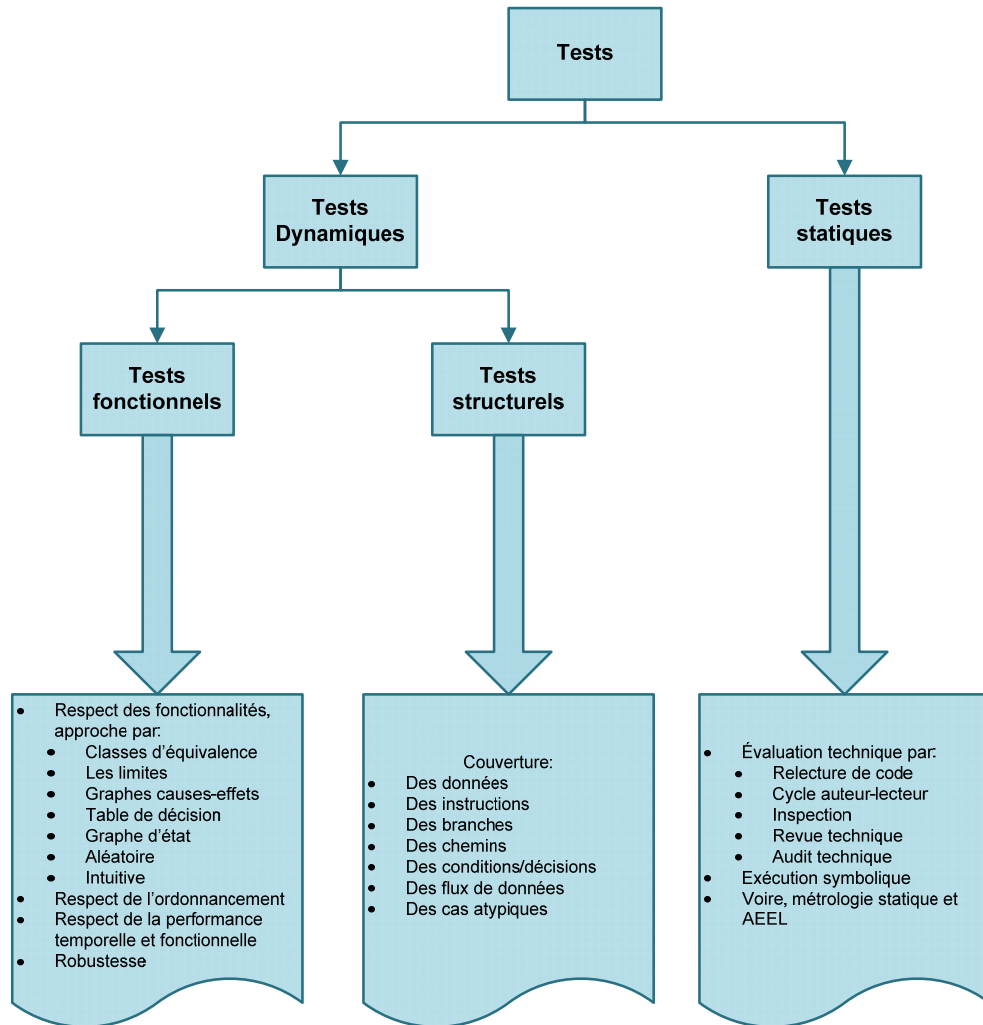 Tests
Tests
Dynamiques
Tests
statiques
Tests
fonctionnels
Tests
structurels
• Respect des fonctionnalités,
approche par:
• Classes d’équivalence
• Les limites
• Graphes causes-effets
• Table de décision
• Graphe d’état
• Aléatoire
• Intuitive
• Respect de l’ordonnancement
• Respect de la performance
temporelle et fonctionnelle
• Robustesse
Couverture:
• Des données
• Des instructions
• Des branches
• Des chemins
• Des conditions/décisions
• Des flux de données
• Des cas atypiques
• Évaluation technique par:
• Relecture de code
• Cycle auteur-lecteur
• Inspection
• Revue technique
• Audit technique
• Exécution symbolique
• Voire, métrologie statique et
AEEL